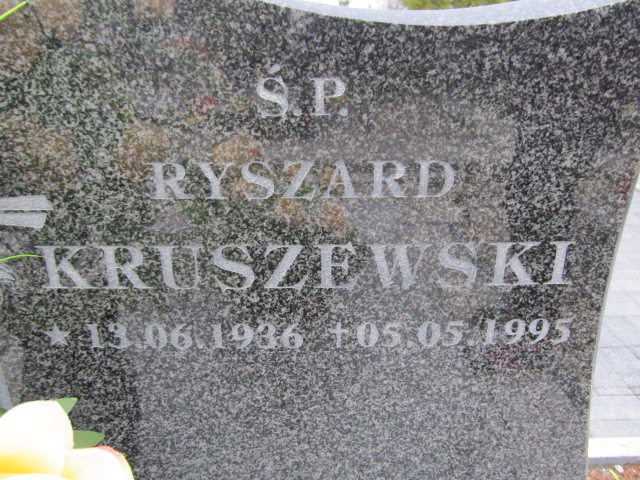 Ś.P.
RYSZARD
KRUSZEWSKI
★ 13.06.1936 †05.05.1995